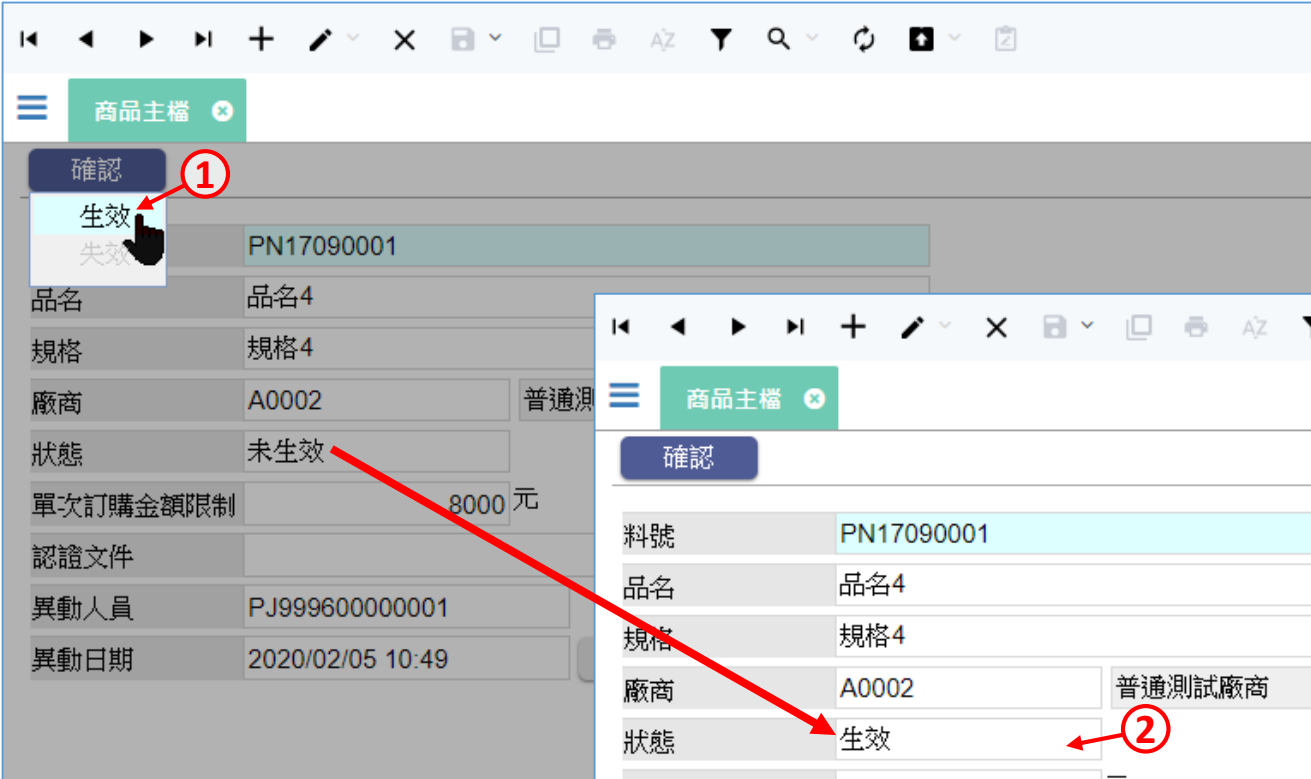 商品主檔
確認
①
生效
失效
PN17090001
品名 品名4
規格 規格4
廠商 A0002 普通測
狀態 未生效
單次訂購金額限制 8000 元
認證文件
異動人員 PJ999600000001
異動日期 2020/02/05 10:49
商品主檔
確認
料號 PN17090001
品名 品名4
規格 規格4
廠商 A0002 普通測試廠商
狀態 生效 ②